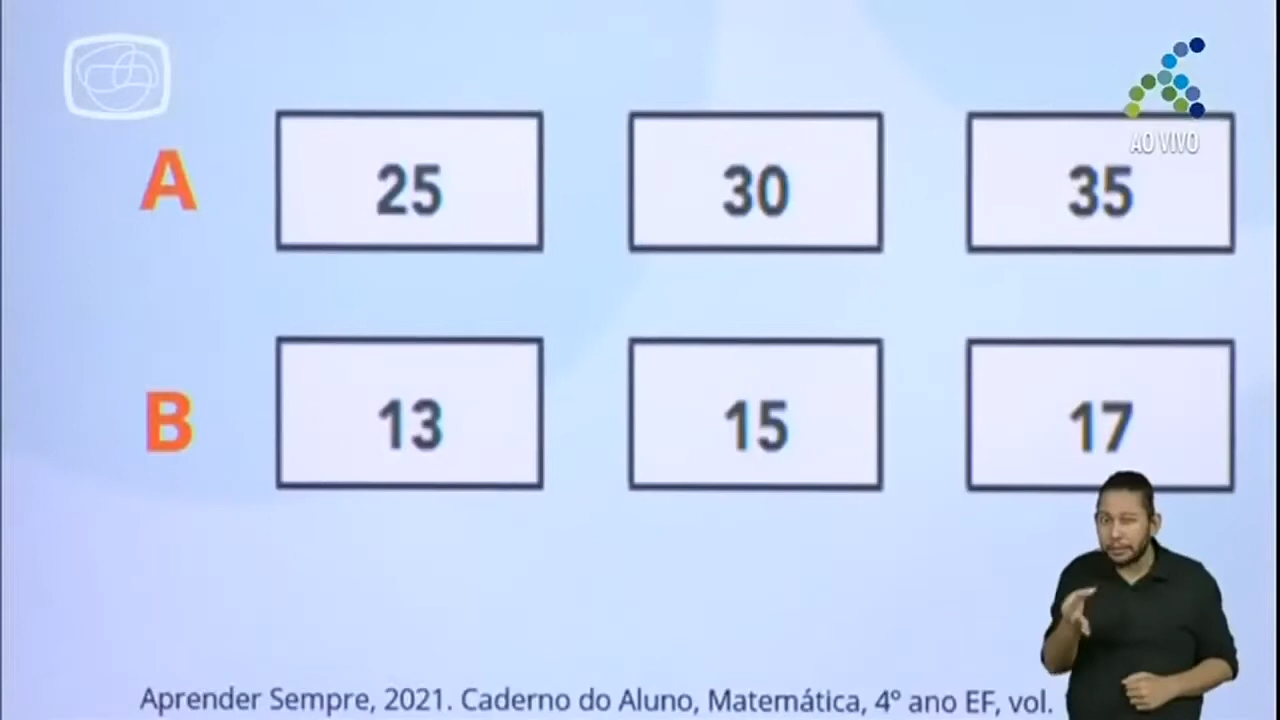 AO VIVO
A 25 30 35
B 13 15 17
Aprender Sempre, 2021. Caderno do Aluno, Matemática, 4º ano EF, vol.